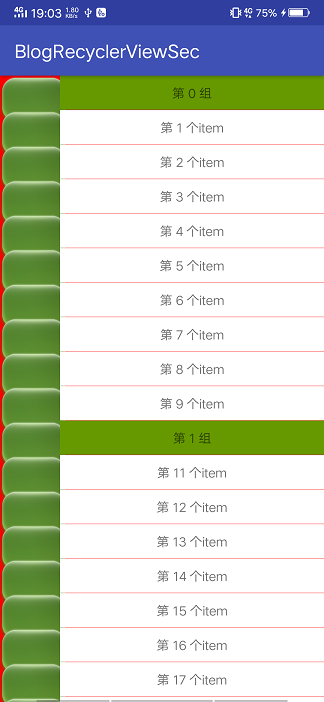 4G 19:03 1.80 KB/s 4G 75%
BlogRecyclerViewSec
第 0 组
第 1 个item
第 2 个item
第 3 个item
第 4 个item
第 5 个item
第 6 个item
第 7 个item
第 8 个item
第 9 个item
第 1 组
第 11 个item
第 12 个item
第 13 个item
第 14 个item
第 15 个item
第 16 个item
第 17 个item